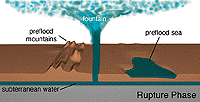 fountain
preflood
mountains
preflood sea
subterranean water
Rupture Phase